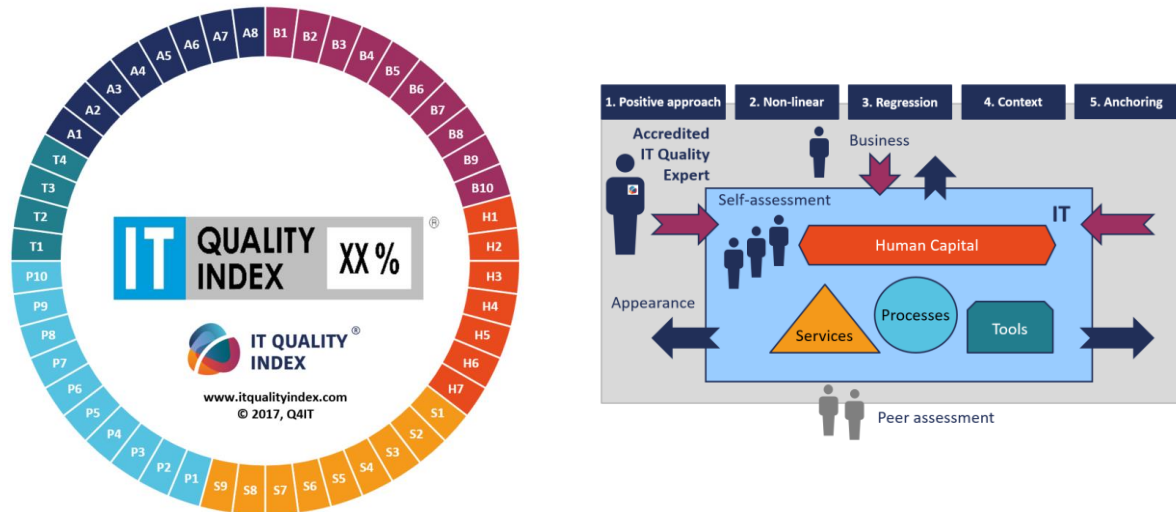 A1
A2
A3
A4
A5
A6
A7
A8
B1
B2
B3
B4
B5
B6
B7
B8
B9
B10
H1
H2
H3
H4
H5
H6
H7
S1
S2
S3
S4
S5
S6
S7
S8
S9
P1
P2
P3
P4
P5
P6
P7
P8
P9
P10
T1
T2
T3
T4
IT QUALITY
INDEX
XX %
®
IT QUALITY ®
INDEX
www.itqualityindex.com
© 2017, Q4IT
1. Positive approach
2. Non-linear
3. Regression
4. Context
5. Anchoring
Accredited
IT Quality
Expert
Business
Self-assessment
IT
Human Capital
Appearance
Services
Processes
Tools
Peer assessment